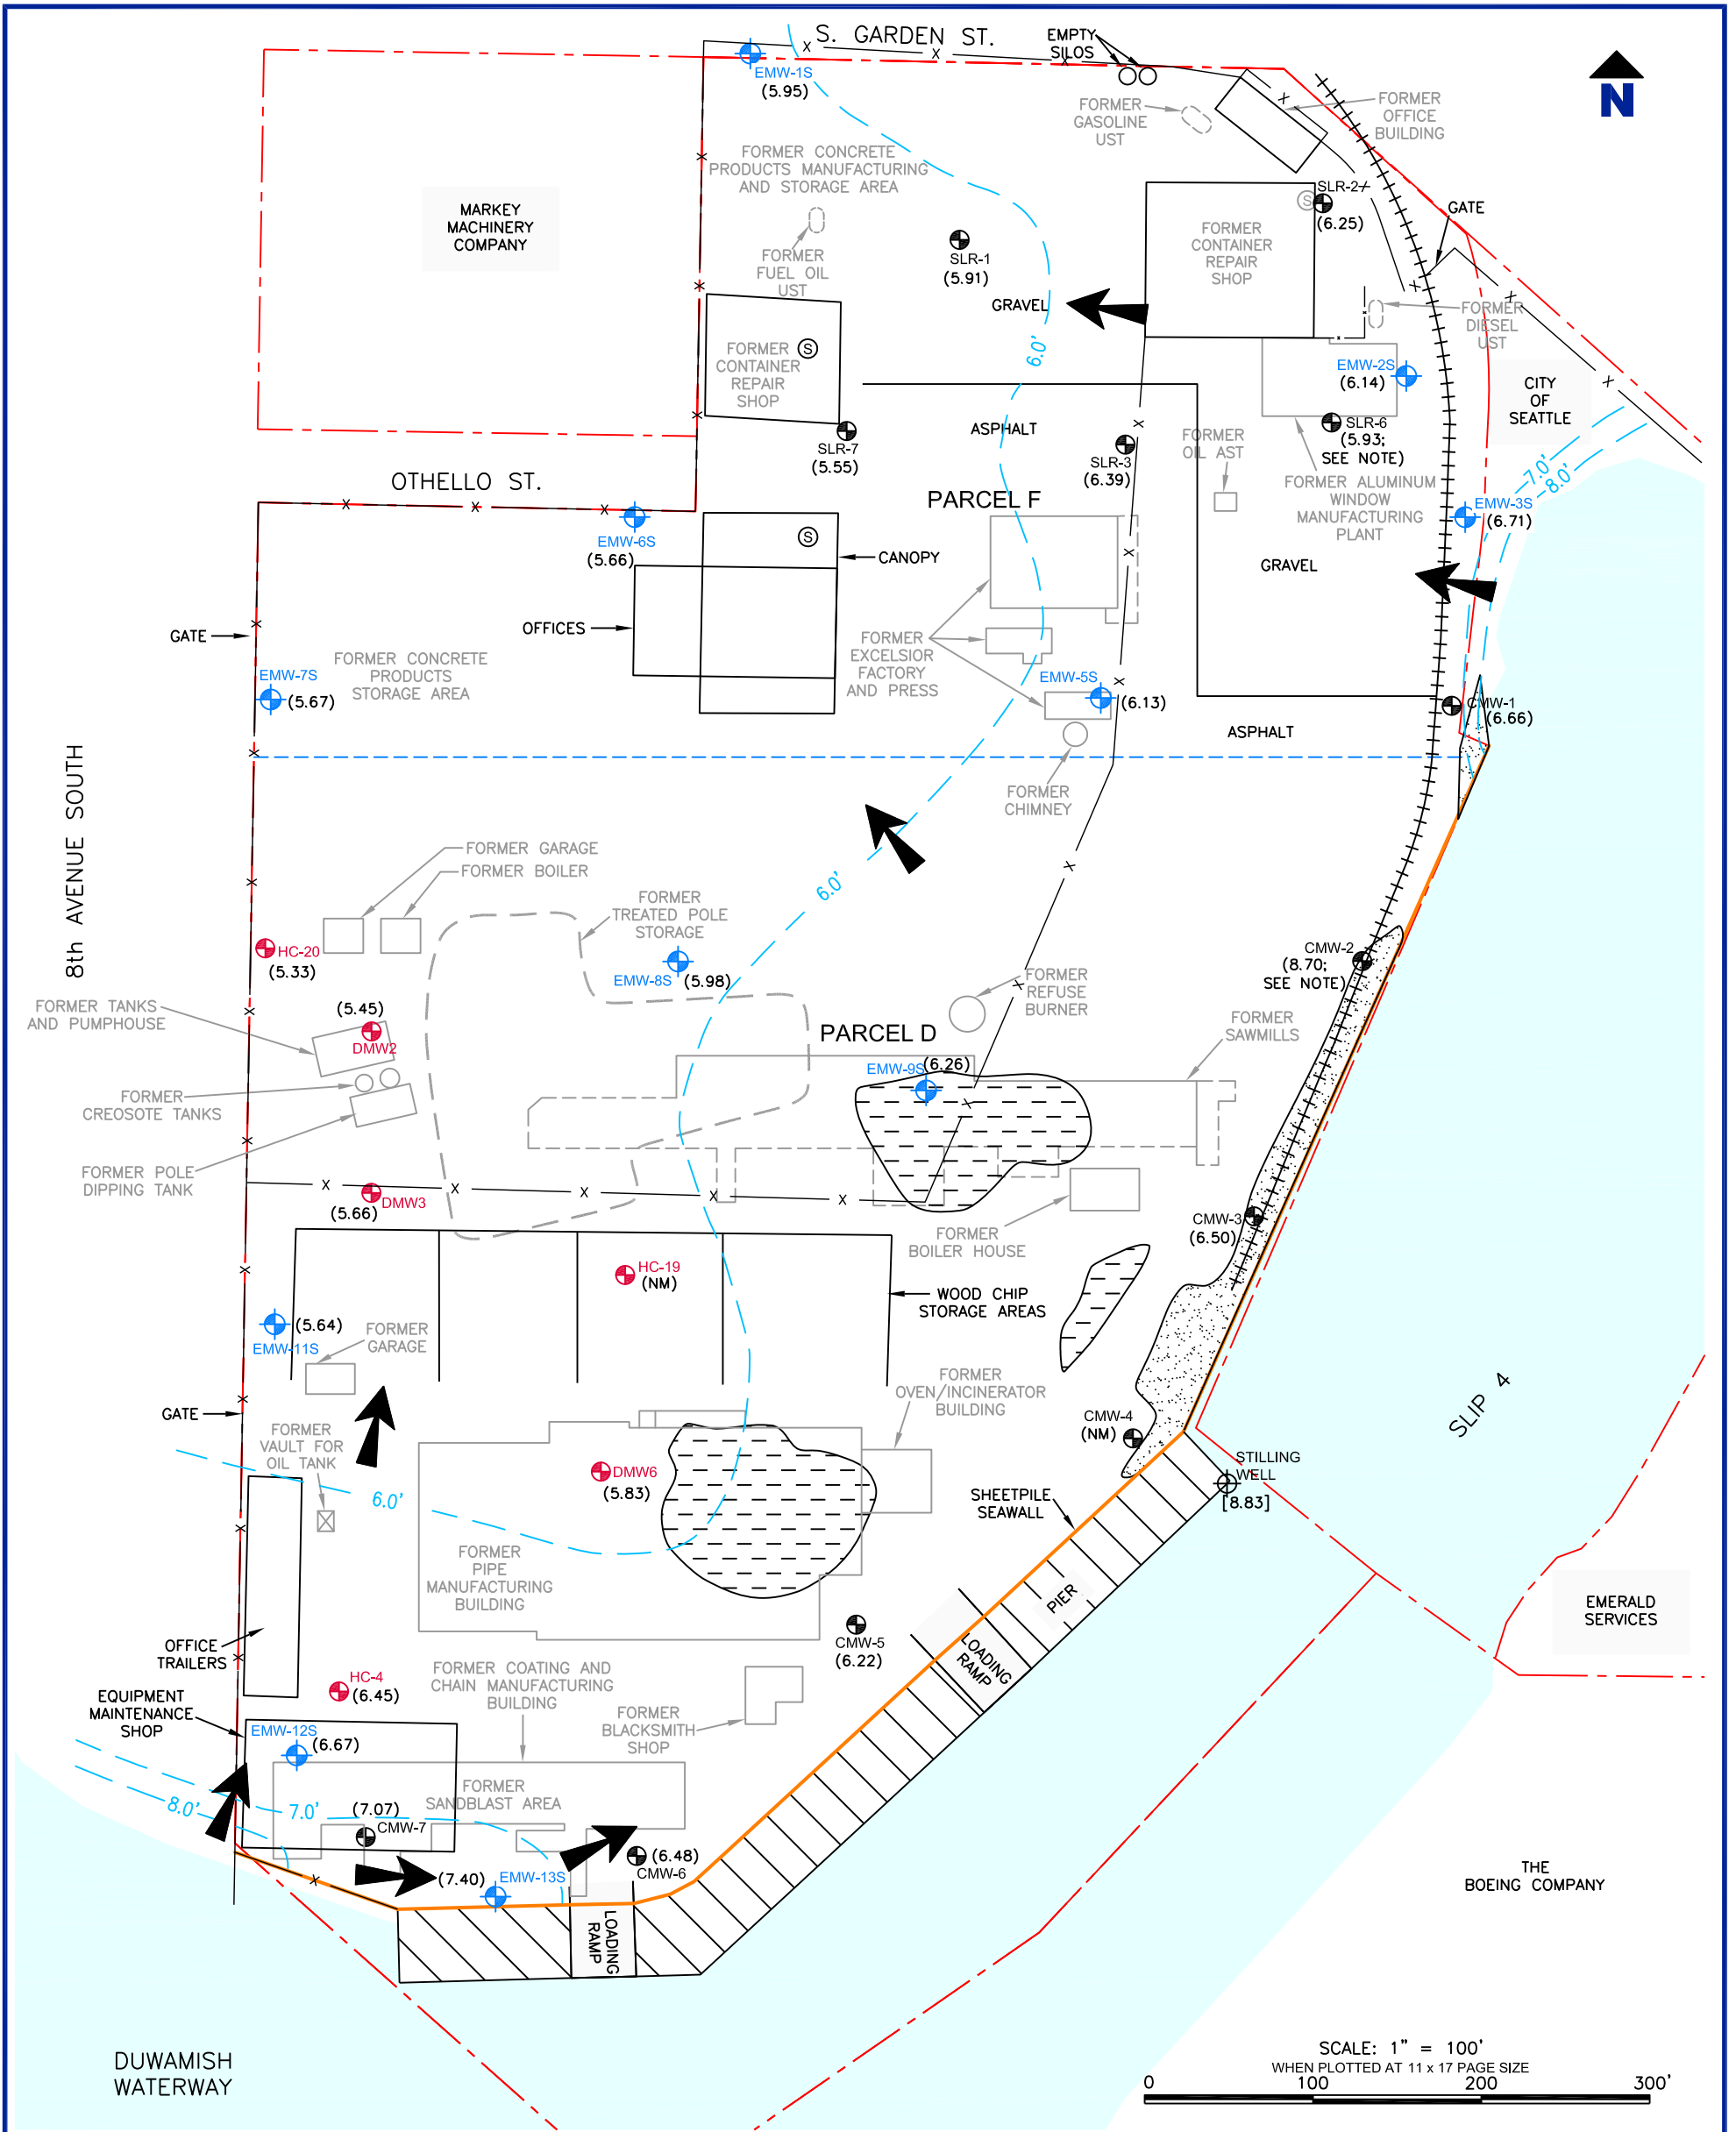 S. GARDEN ST.
EMPTY
SILOS
N
EMW-1S
(5.95)
FORMER
GASOLINE
UST
FORMER
OFFICE
BUILDING
FORMER CONCRETE
PRODUCTS MANUFACTURING
AND STORAGE AREA
MARKEY
MACHINERY
COMPANY
SLR-2
(6.25)
GATE
FORMER
FUEL OIL
UST
SLR-1
(5.91)
FORMER
CONTAINER
REPAIR
SHOP
S
GRAVEL
6.0'
FORMER
DIESEL
UST
FORMER
CONTAINER
REPAIR
SHOP
S
EMW-2S
(6.14)
CITY
OF
SEATTLE
SLR-7
(5.55)
ASPHALT
SLR-3
(6.39)
FORMER
OIL AST
SLR-6
(5.93;
SEE NOTE)
7.0'
8.0'
OTHELLO ST.
PARCEL F
FORMER ALUMINUM
WINDOW
MANUFACTURING
PLANT
EMW-3S
(6.71)
EMW-6S
(5.66)
S
CANOPY
GRAVEL
GATE
OFFICES
FORMER
EXCELSIOR
FACTORY
AND PRESS
FORMER CONCRETE
PRODUCTS
STORAGE AREA
EMW-7S
(5.67)
EMW-5S
(6.13)
CMW-1
(6.66)
ASPHALT
8th AVENUE SOUTH
FORMER
CHIMNEY
FORMER GARAGE
FORMER BOILER
6.0'
FORMER
TREATED POLE
STORAGE
HC-20
(5.33)
EMW-8S
(5.98)
CMW-2
(8.70;
SEE NOTE)
FORMER
REFUSE
BURNER
FORMER TANKS
AND PUMPHOUSE
(5.45)
DMW2
PARCEL D
FORMER
SAWMILLS
EMW-9S
(6.26)
FORMER
CREOSOTE TANKS
FORMER POLE
DIPPING TANK
DMW3
(5.66)
CMW-3
(6.50)
FORMER
BOILER HOUSE
HC-19
(NM)
WOOD CHIP
STORAGE AREAS
(5.64)
EMW-11S
FORMER
GARAGE
FORMER
OVEN/INCINERATOR
BUILDING
SLIP 4
GATE
FORMER
VAULT FOR
OIL TANK
CMW-4
(NM)
STILLING
WELL
[8.83]
DMW6
(5.83)
6.0'
SHEETPILE
SEAWALL
FORMER
PIPE
MANUFACTURING
BUILDING
PIER
EMERALD
SERVICES
OFFICE
TRAILERS
CMW-5
(6.22)
LOADING
RAMP
HC-4
(6.45)
FORMER COATING AND
CHAIN MANUFACTURING
BUILDING
EQUIPMENT
MAINTENANCE
SHOP
FORMER
BLACKSMITH
SHOP
EMW-12S
(6.67)
FORMER
SANDBLAST AREA
8.0'
7.0'
(7.07)
CMW-7
(6.48)
CMW-6
(7.40)
EMW-13S
LOADING
RAMP
THE
BOEING COMPANY
DUWAMISH
WATERWAY
SCALE: 1" = 100'
WHEN PLOTTED AT 11 x 17 PAGE SIZE
0 100 200 300'